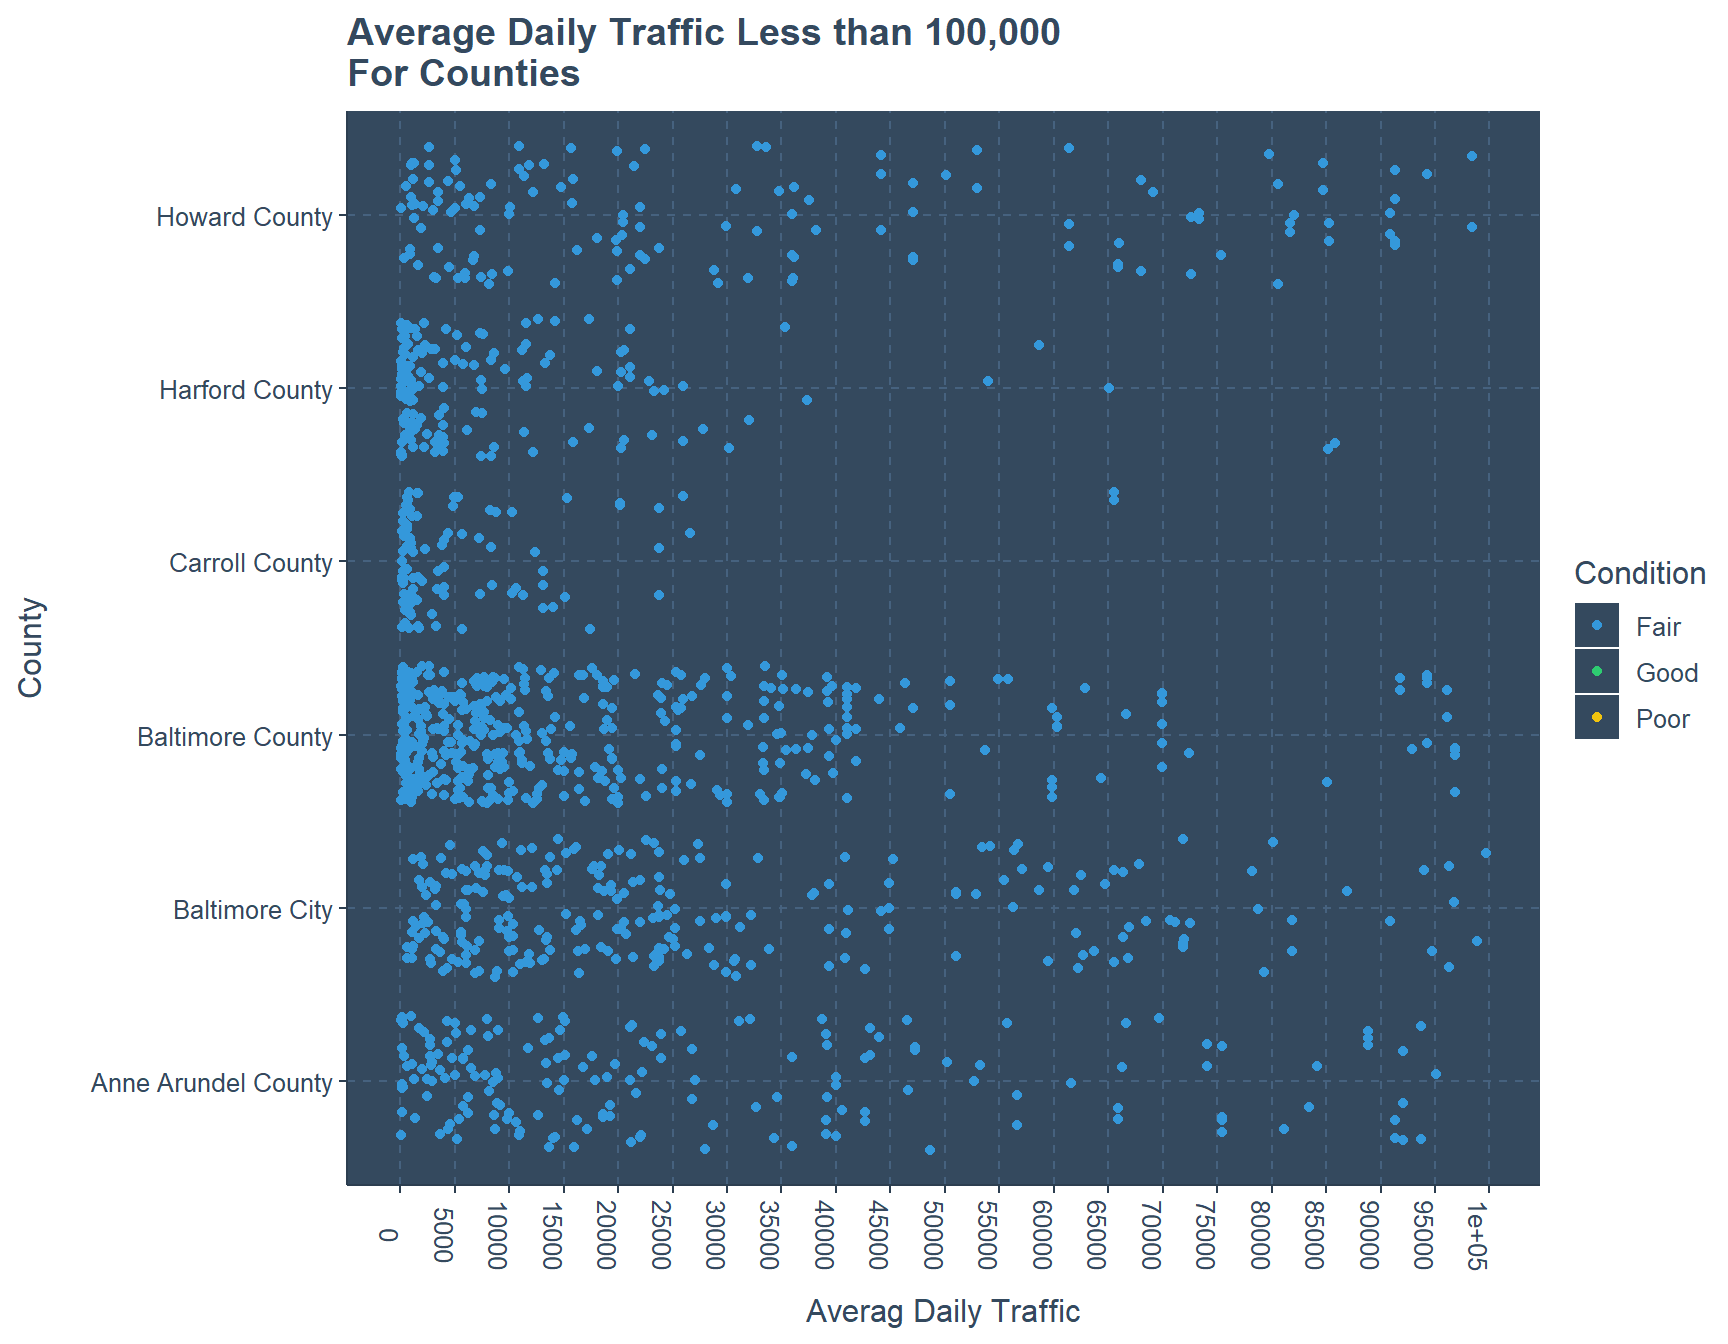 Average Daily Traffic Less than 100,000
For Counties
County
Howard County
Harford County
Carroll County
Baltimore County
Baltimore City
Anne Arundel County
0
5000
10000
15000
20000
25000
30000
35000
40000
45000
50000
55000
60000
65000
70000
75000
80000
85000
90000
95000
1e+05
Averag Daily Traffic
Condition
Fair
Good
Poor